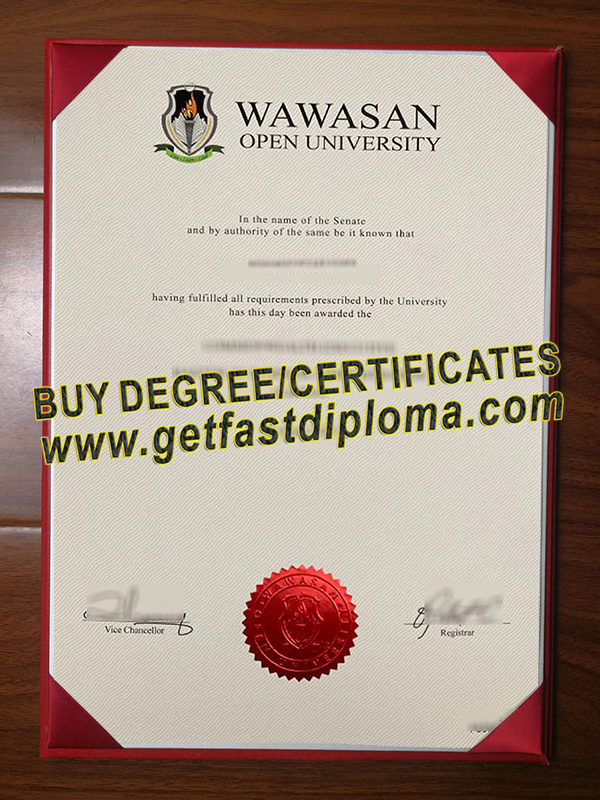 WAWASAN
OPEN UNIVERSITY
In the name of the Senate
and by authority of the same be it known that
having fulfilled all requirements prescribed by the University
has this day been awarded the
BUY DEGREE/CERTIFICATES
www.getfastdiploma.com
Vice Chancellor
Registrar
WAWASAN